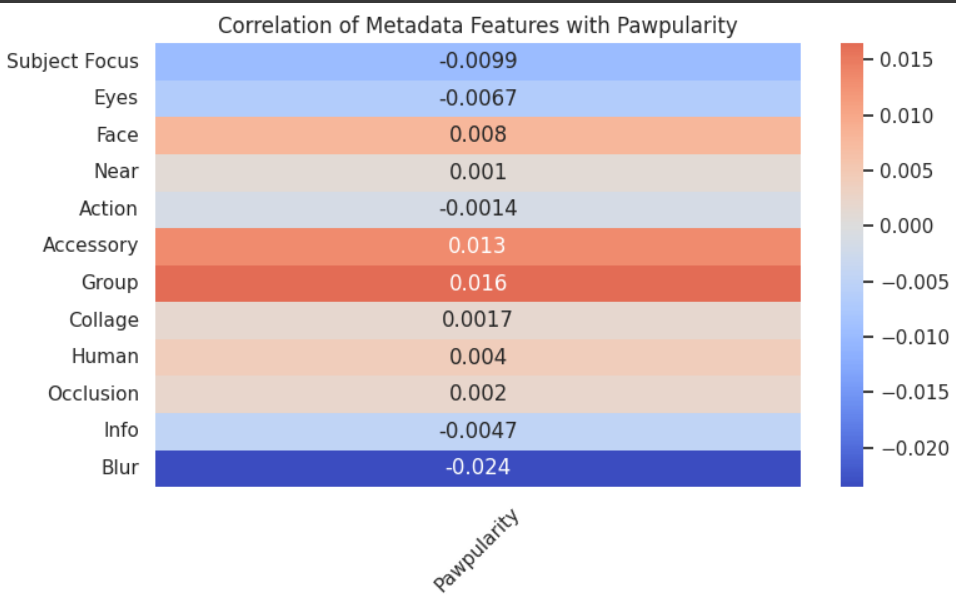 Correlation of Metadata Features with Pawpularity
Subject Focus -0.0099
Eyes -0.0067
Face 0.008
Near 0.001
Action -0.0014
Accessory 0.013
Group 0.016
Collage 0.0017
Human 0.004
Occlusion 0.002
Info -0.0047
Blur -0.024
Pawpularity
0.015
0.010
0.005
0.000
−0.005
−0.010
−0.015
−0.020